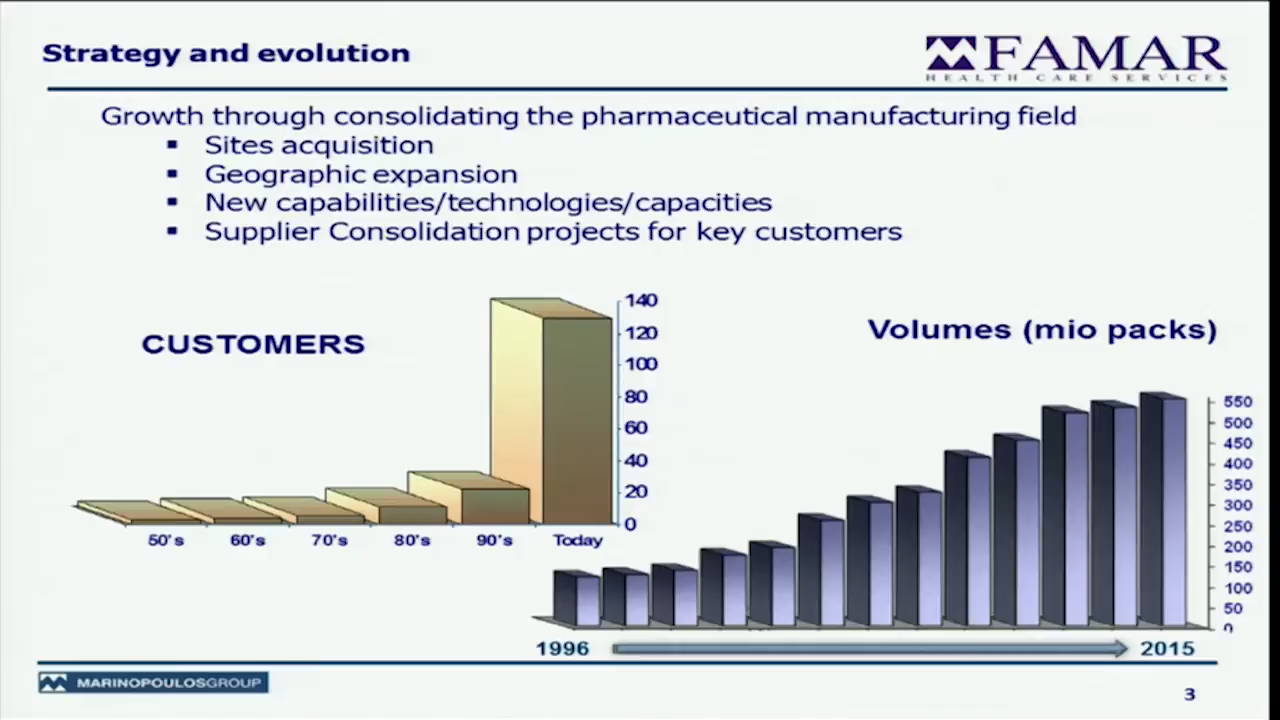 Strategy and evolution
FAMAR
HEALTH CARE SERVICES
Growth through consolidating the pharmaceutical manufacturing field
▪ Sites acquisition
▪ Geographic expansion
▪ New capabilities/technologies/capacities
▪ Supplier Consolidation projects for key customers
CUSTOMERS
140
120
100
80
60
40
20
0
50's 60's 70's 80's 90's Today
Volumes (mio packs)
550
500
450
400
350
300
250
200
150
100
50
0
1996 2015
MARINOPOULOSGROUP
3